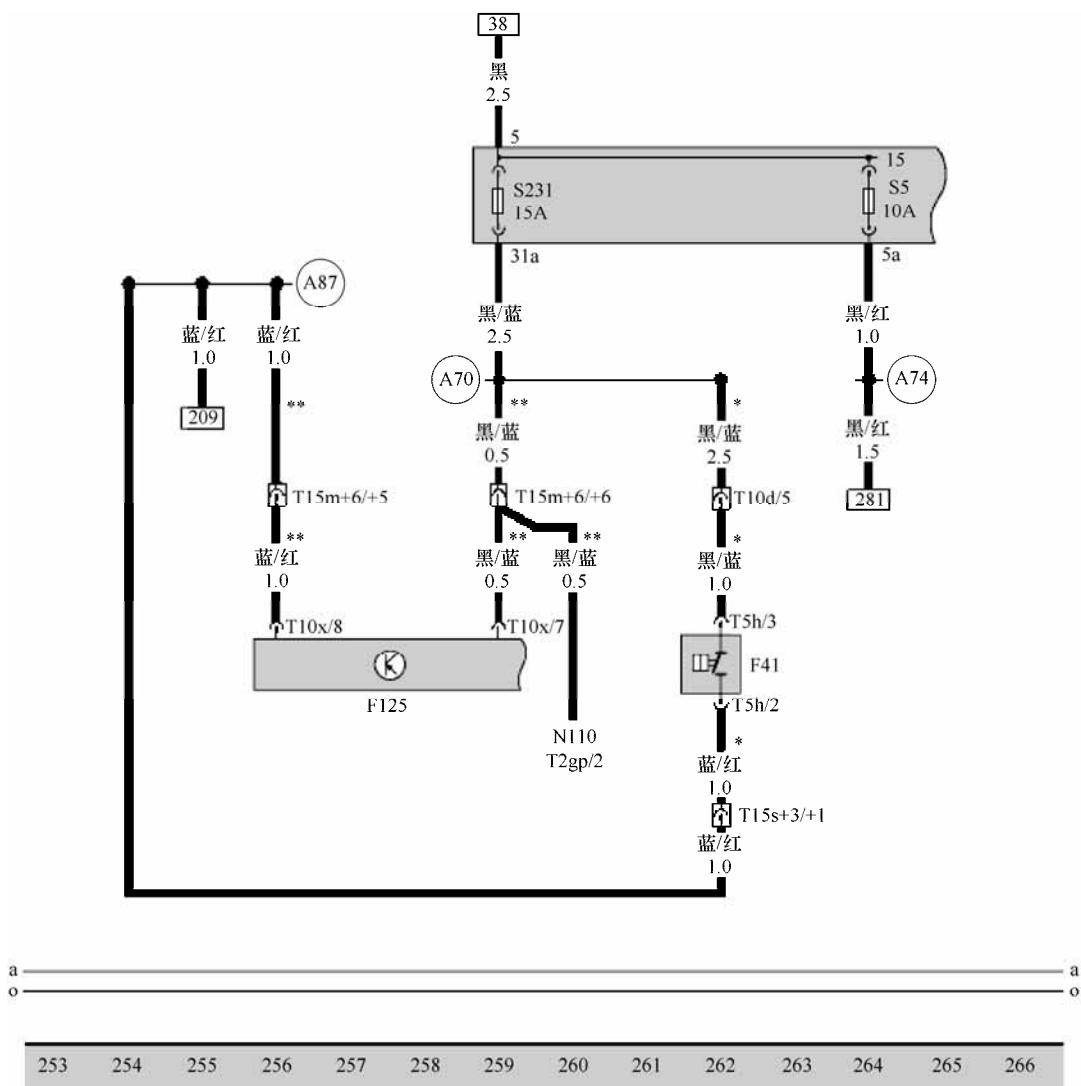 38
黑
2.5
5
15
S231
15A
S5
10A
31a
5a
A87
蓝/红
1.0
蓝/红
1.0
黑/蓝
2.5
黑/红
1.0
A70
A74
209
**
**
*
黑/蓝
0.5
黑/蓝
2.5
黑/红
1.5
T15m+6/+5
T15m+6/+6
T10d/5
281
**
**
**
*
蓝/红
1.0
黑/蓝
0.5
黑/蓝
0.5
黑/蓝
1.0
T10x/8
T10x/7
T5h/3
F41
F125
T5h/2
N110
T2gp/2
*
蓝/红
1.0
T15s+3/+1
蓝/红
1.0
a a
o o
253 254 255 256 257 258 259 260 261 262 263 264 265 266